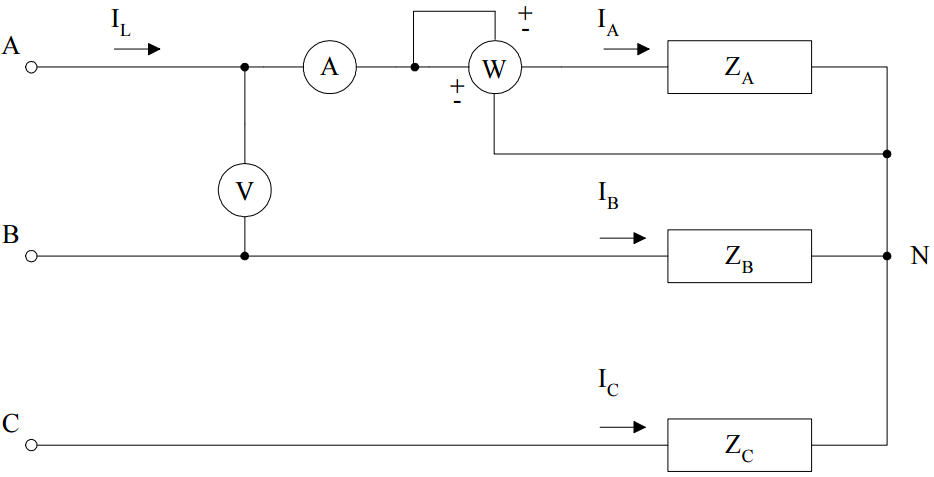 I_L
+
-
I_A
A
A
W
Z_A
+
-
V
I_B
B
Z_B
N
I_C
C
Z_C